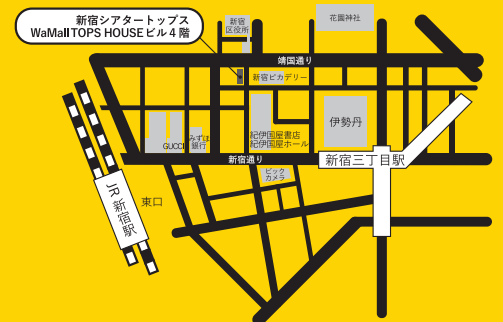 新宿シアタートップス
WaMall TOPS HOUSEビル4階
新宿
区役所
花園神社
靖国通り
新宿ピカデリー
伊勢丹
紀伊国屋書店
紀伊国屋ホール
みずほ
銀行
GUCCI
新宿通り
新宿三丁目駅
ビック
カメラ
東口
JR 新宿駅